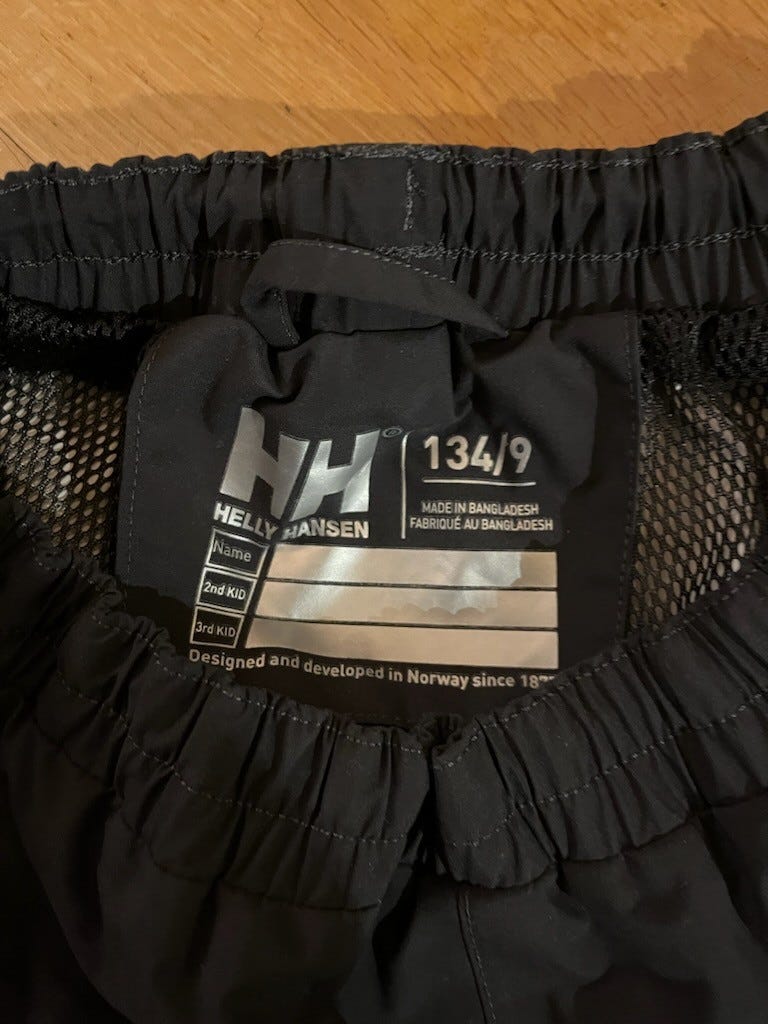 HH®
HELLY HANSEN
134/9
MADE IN BANGLADESH
FABRIQUÉ AU BANGLADESH
Name
2nd KID
3rd KID
Designed and developed in Norway since